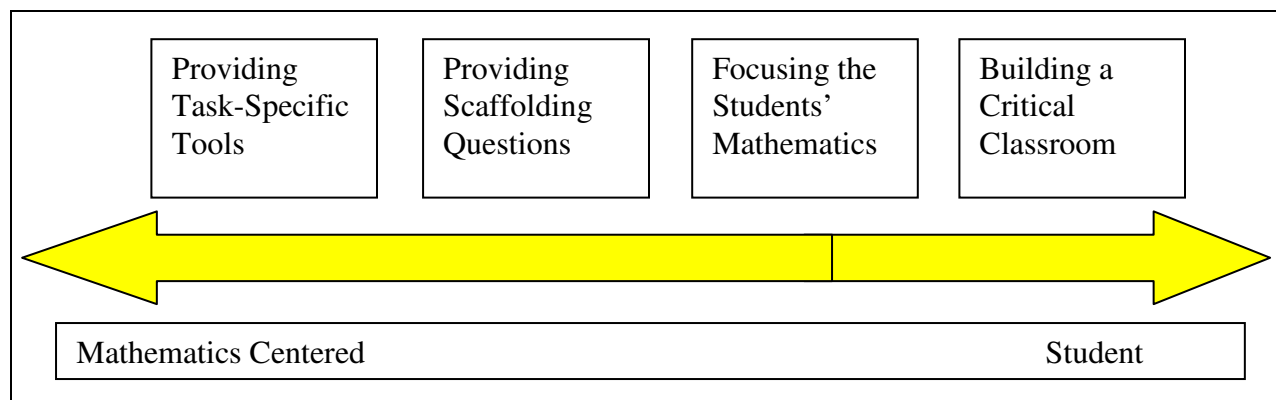 Providing
Task-Specific
Tools
Providing
Scaffolding
Questions
Focusing the
Students’
Mathematics
Building a
Critical
Classroom
Mathematics Centered Student